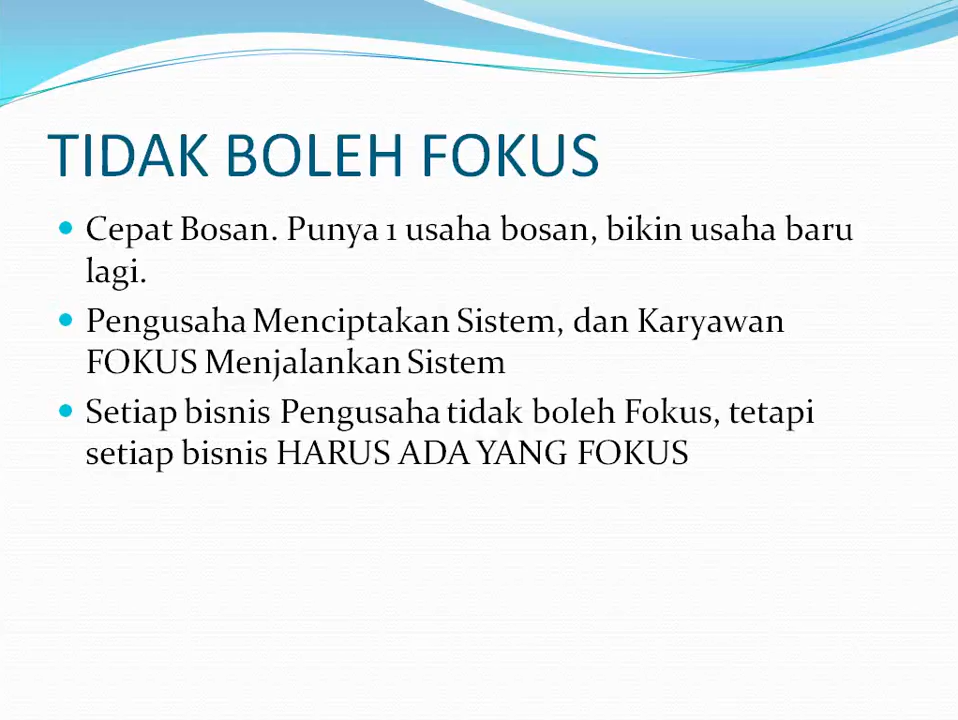 TIDAK BOLEH FOKUS
Cepat Bosan. Punya 1 usaha bosan, bikin usaha baru
lagi.
Pengusaha Menciptakan Sistem, dan Karyawan
FOKUS Menjalankan Sistem
Setiap bisnis Pengusaha tidak boleh Fokus, tetapi
setiap bisnis HARUS ADA YANG FOKUS